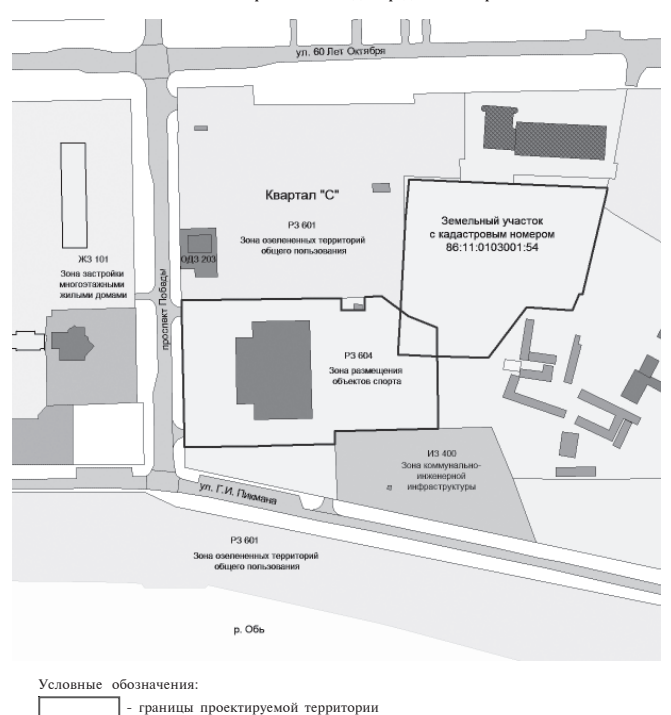 ул. 60 Лет Октября
Квартал "С"
РЗ 601
Зона озелененных территорий
общего пользования
Земельный участок
с кадастровым номером
86:11:0103001:54
ЖЗ 101
Зона застройки
многоэтажными
жилыми домами
ОДЗ 203
проспект Победы
РЗ 604
Зона размещения
объектов спорта
ИЗ 400
Зона коммунально-
инженерной
инфраструктуры
ул. Г.И. Пикмана
РЗ 601
Зона озелененных территорий
общего пользования
р. Обь
Условные обозначения:
- границы проектируемой территории